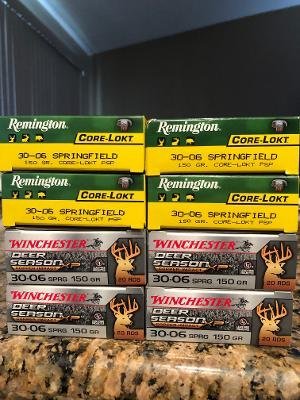 Remington CORE-LOKT
30-06 SPRINGFIELD
150 GR. CORE-LOKT PSP
Remington CORE-LOKT
30-06 SPRINGFIELD
150 GR. CORE-LOKT PSP
Remington CORE-LOKT
30-06 SPRINGFIELD
150 GR. CORE-LOKT PSP
Remington CORE-LOKT
30-06 SPRINGFIELD
150 GR. CORE-LOKT PSP
WINCHESTER
DEER
SEASON XP
30-06 SPRG 150 GR
20 RDS
WINCHESTER
DEER
SEASON XP
30-06 SPRG 150 GR
20 RDS
WINCHESTER
DEER
SEASON XP
30-06 SPRG 150 GR
20 RDS
WINCHESTER
DEER
SEASON XP
30-06 SPRG 150 GR
20 RDS